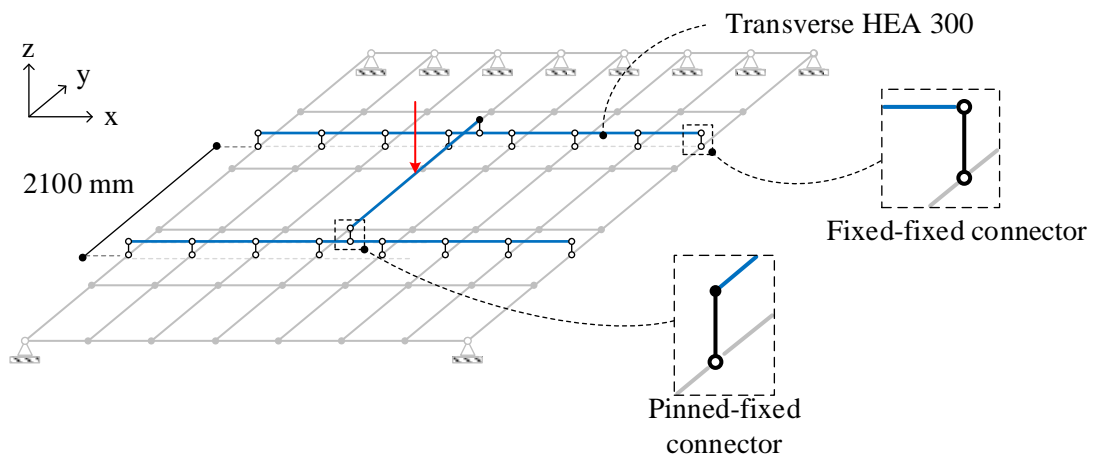 Transverse HEA 300
z
y
x
2100 mm
Fixed-fixed connector
Pinned-fixed
connector